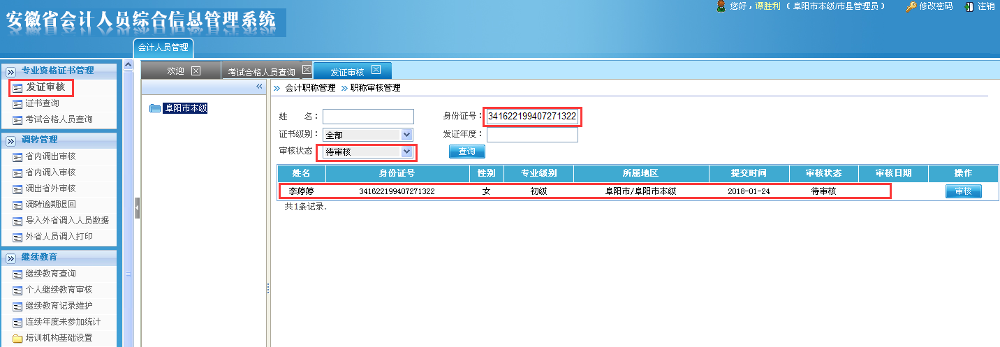 安徽省会计人员综合信息管理系统
您好，谭胜利（阜阳市本级/市县管理员） 修改密码 注销
会计人员管理
专业资格证书管理
发证审核
证书查询
考试合格人员查询
调转管理
省内调出审核
省内调入审核
调出省外审核
调转逾期退回
导入外省调入人员数据
外省人员调入打印
继续教育
继续教育查询
个人继续教育审核
继续教育记录维护
连续年度未参加统计
培训机构基础设置
欢迎 考试合格人员查询 发证审核
阜阳市本级
会计职称管理 职称审核管理
姓 名： 身份证号：341622199407271322
证书级别：全部 发证年度：
审核状态 待审核 查询
姓名 身份证号 性别 专业级别 所属地区 提交时间 审核状态 审核日期 操作
李婷婷 341622199407271322 女 初级 阜阳市/阜阳市本级 2018-01-24 待审核 审核
共1条记录.